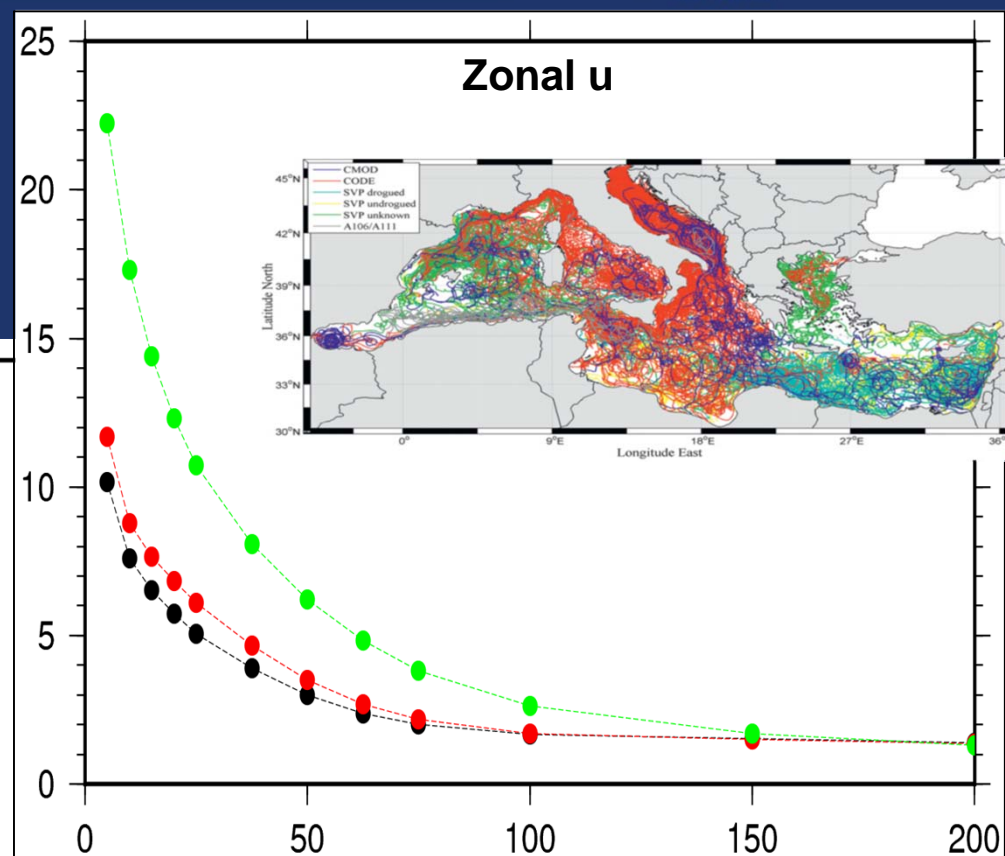 25
Zonal u
20
15
10
5
0
0 50 100 150 200
CMOD
CODE
SVP drogued
SVP undrogued
SVP unknown
A106/A111
45°N
42°N
39°N
36°N
33°N
30°N
Latitude North
0° 9°E 18°E 27°E 36°
Longitude East